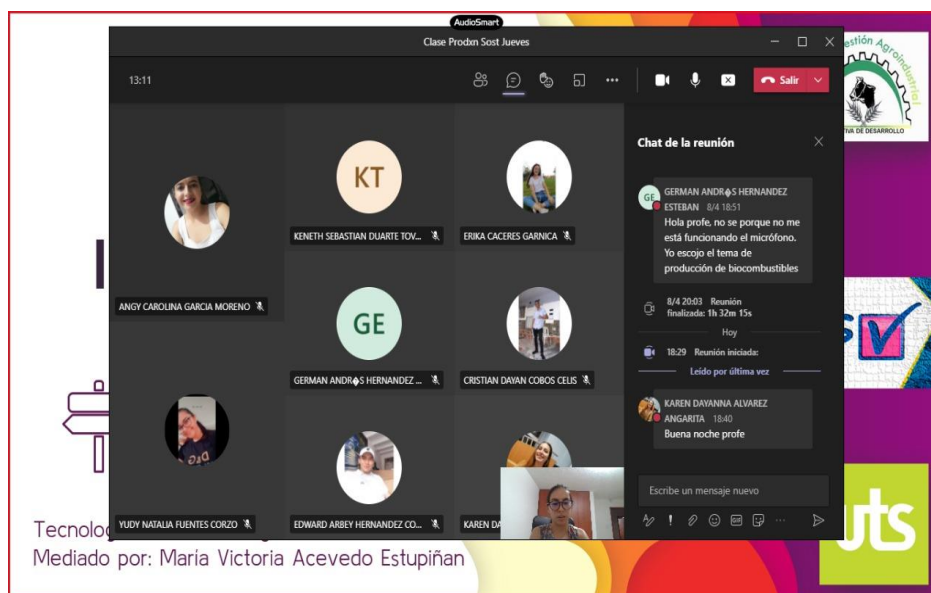 AudioSmart
Clase Prodxn Sost Jueves
13:11
Salir
ANGY CAROLINA GARCIA MORENO
KT
KENETH SEBASTIAN DUARTE TOV...
ERIKA CACERES GARNICA
GE
GERMAN ANDR�S HERNANDEZ ...
CRISTIAN DAYAN COBOS CELIS
YUDY NATALIA FUENTES CORZO
EDWARD ARBEY HERNANDEZ CO...
KAREN DA
Chat de la reunión
GE
GERMAN ANDR�S HERNANDEZ
ESTEBAN 8/4 18:51
Hola profe, no se porque no me
está funcionando el micrófono.
Yo escojo el tema de
producción de biocombustibles
8/4 20:03 Reunión
finalizada: 1h 32m 15s
Hoy
18:29 Reunión iniciada:
Leído por última vez
KAREN DAYANNA ALVAREZ
ANGARITA 18:40
Buena noche profe
Escribe un mensaje nuevo
GIF
estión Agroindustrial
TIVA DE DESARROLLO
S
uts
Tecnolo
Mediado por: Maria Victoria Acevedo Estupiñan